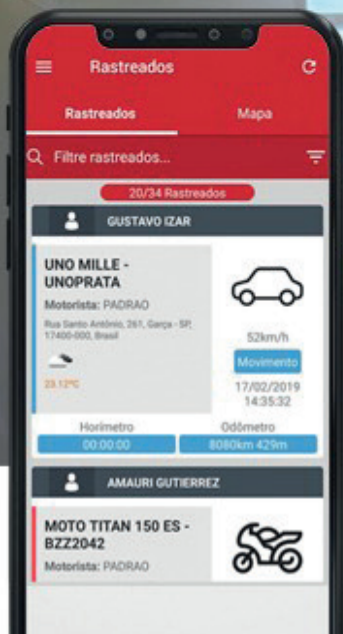 Rastreados
Rastreados Mapa
Filtre rastreados...
20/34 Rastreados
GUSTAVO IZAR
UNO MILLE -
UNOPRATA
Motorista: PADRAO
Rua Santo Antônio, 261, Garça - SP,
17400-000, Brasil
23.12°C
52km/h
Movimento
17/02/2019
14:35:32
Horímetro Odômetro
00:00:00 8080km 429m
AMAURI GUTIERREZ
MOTO TITAN 150 ES -
BZZ2042
Motorista: PADRAO